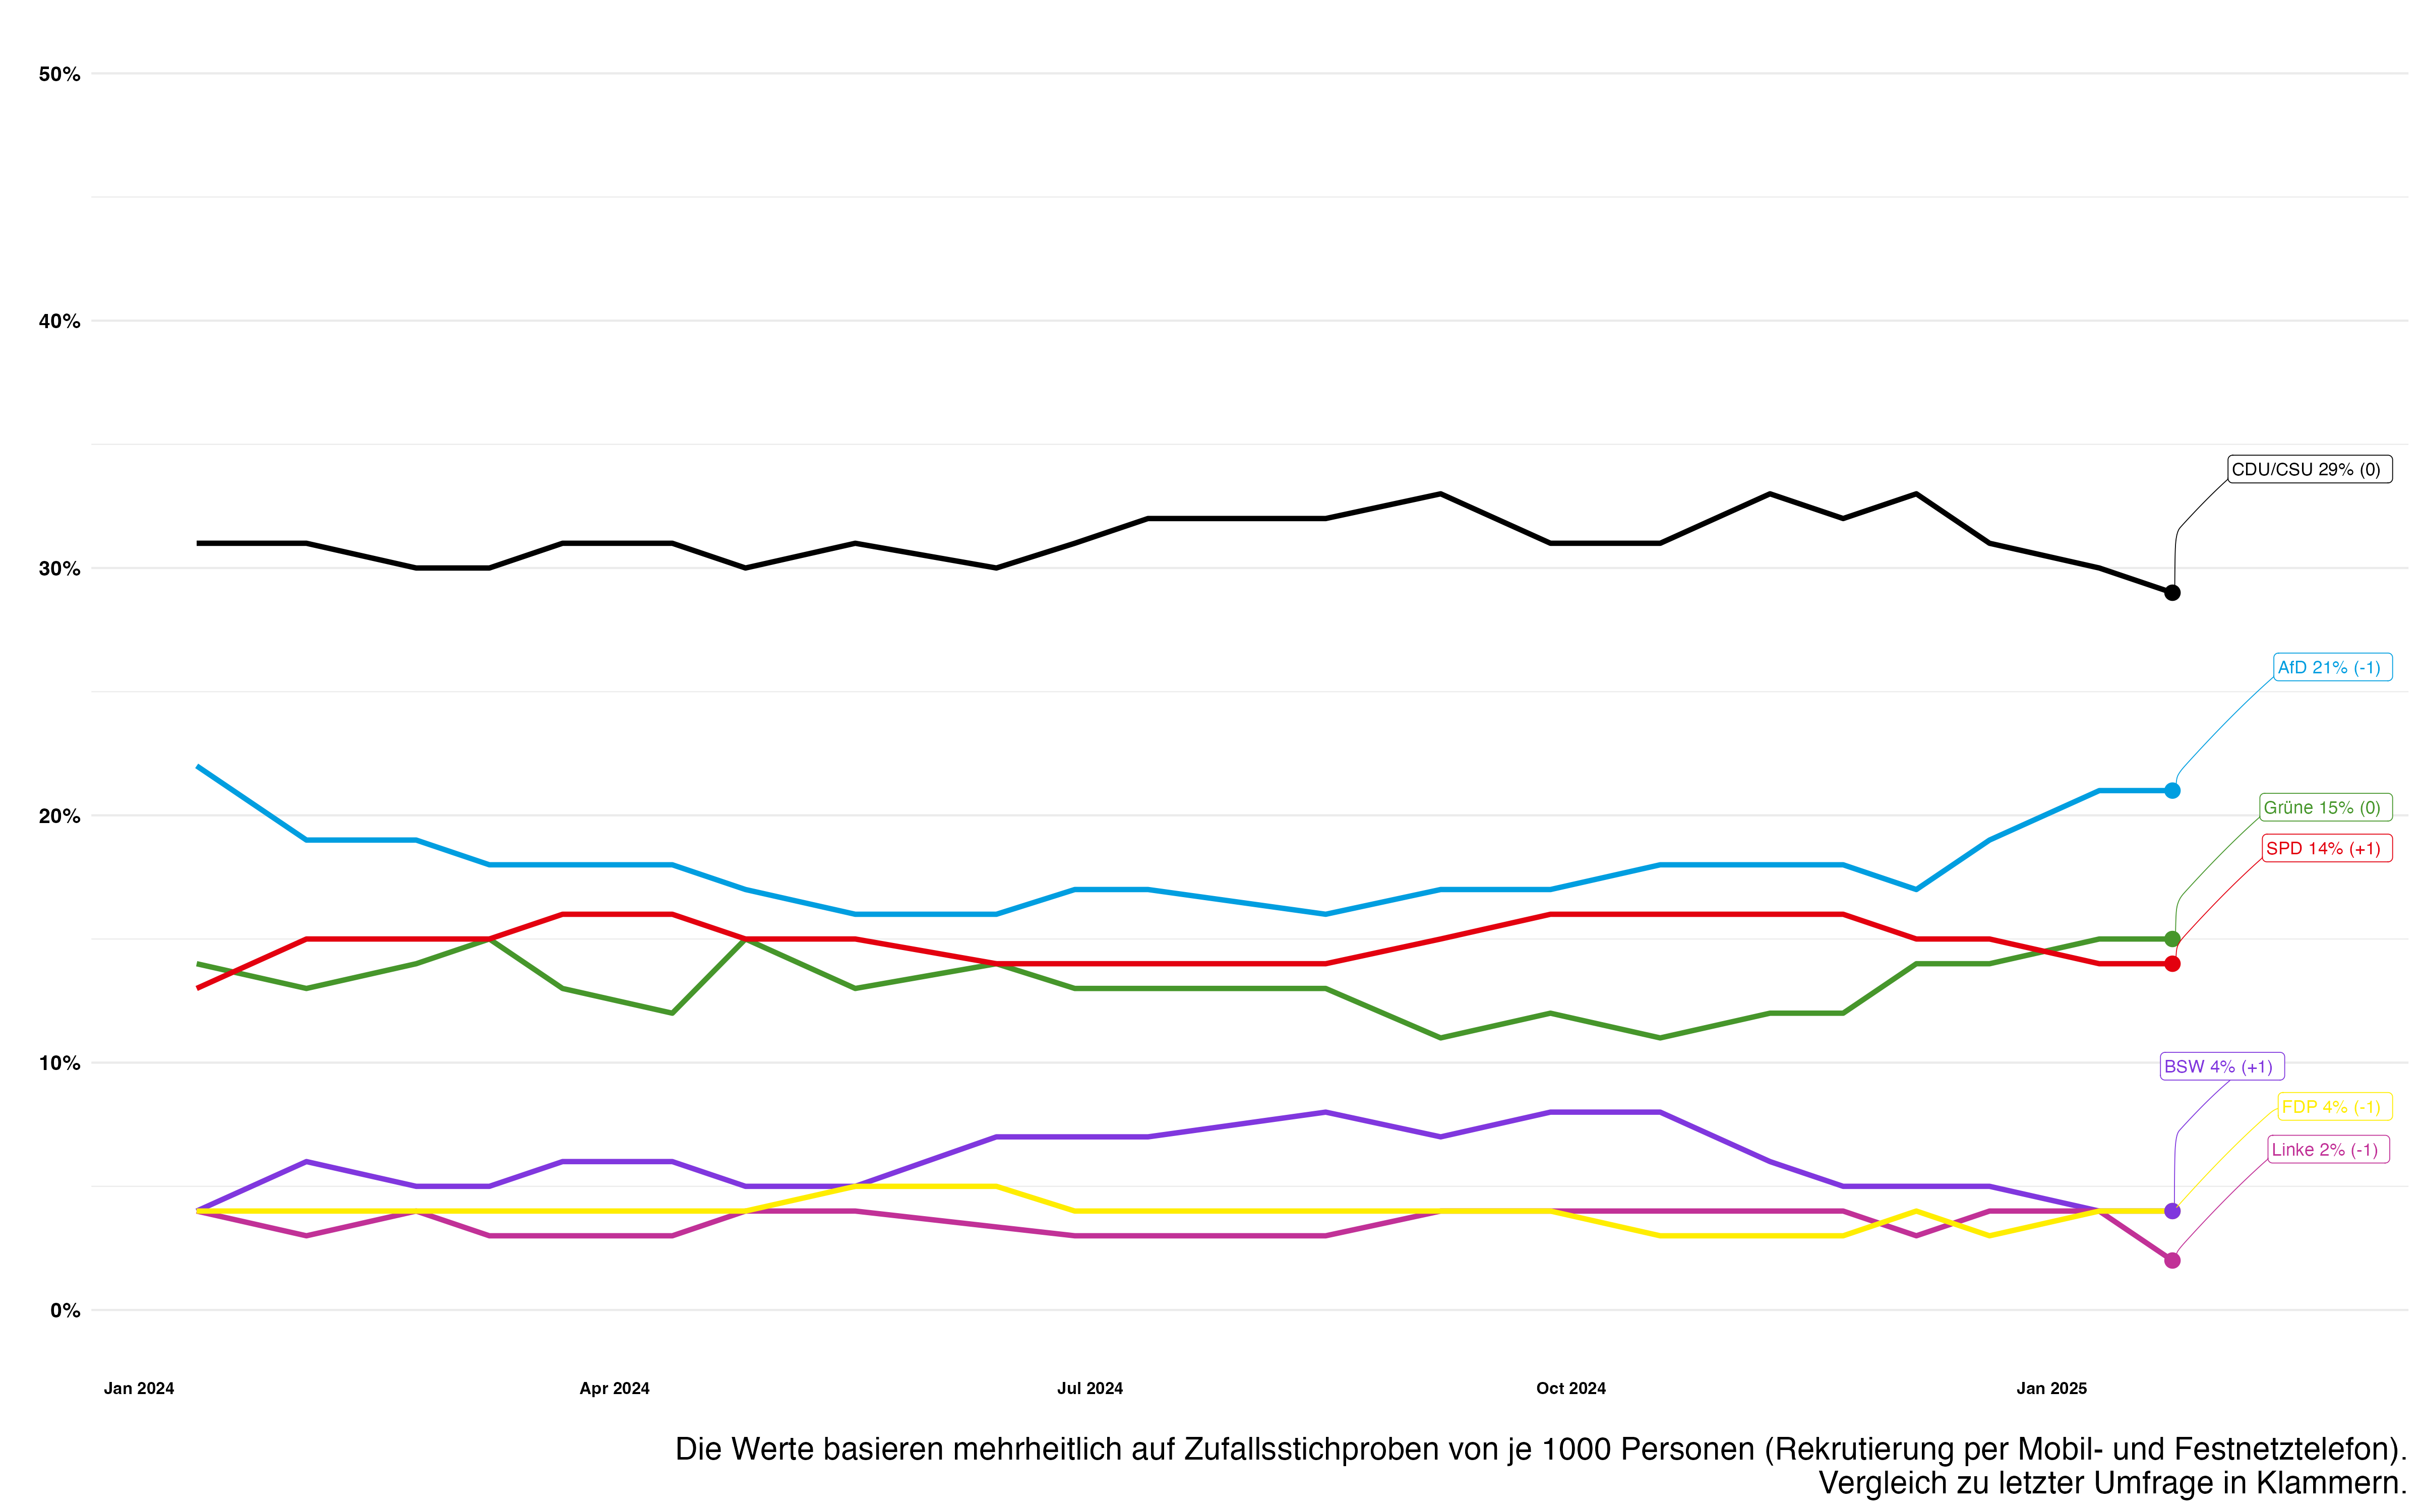 50%
40%
CDU/CSU 29% (0)
30%
AfD 21% (-1)
Grüne 15% (0)
20%
SPD 14% (+1)
10%
BSW 4% (+1)
FDP 4% (-1)
Linke 2% (-1)
0%
Jan 2024 Apr 2024 Jul 2024 Oct 2024 Jan 2025
Die Werte basieren mehrheitlich auf Zufallsstichproben von je 1000 Personen (Rekrutierung per Mobil- und Festnetztelefon).
Vergleich zu letzter Umfrage in Klammern.